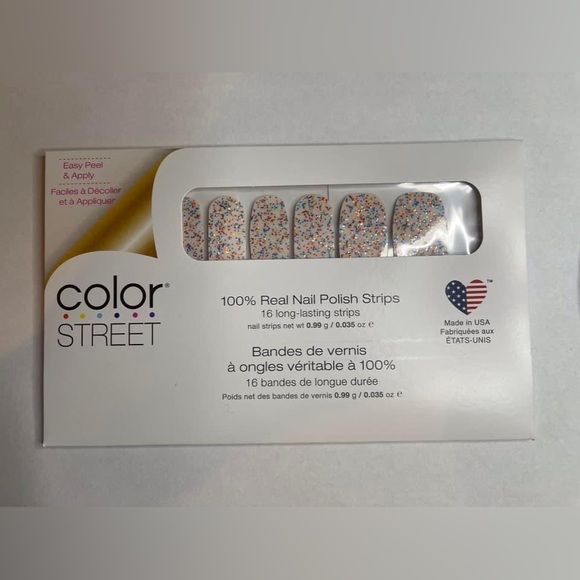 Easy Peel
& Apply
Faciles à Décoller
et à Appliquer
color®
STREET
100% Real Nail Polish Strips
16 long-lasting strips
nail strips net wt 0.99 g / 0.035 oz ℮
Bandes de vernis
à ongles véritable à 100%
16 bandes de longue durée
Poids net des bandes de vernis 0.99 g / 0.035 oz ℮
™
Made in USA
Fabriquées aux
ÉTATS-UNIS